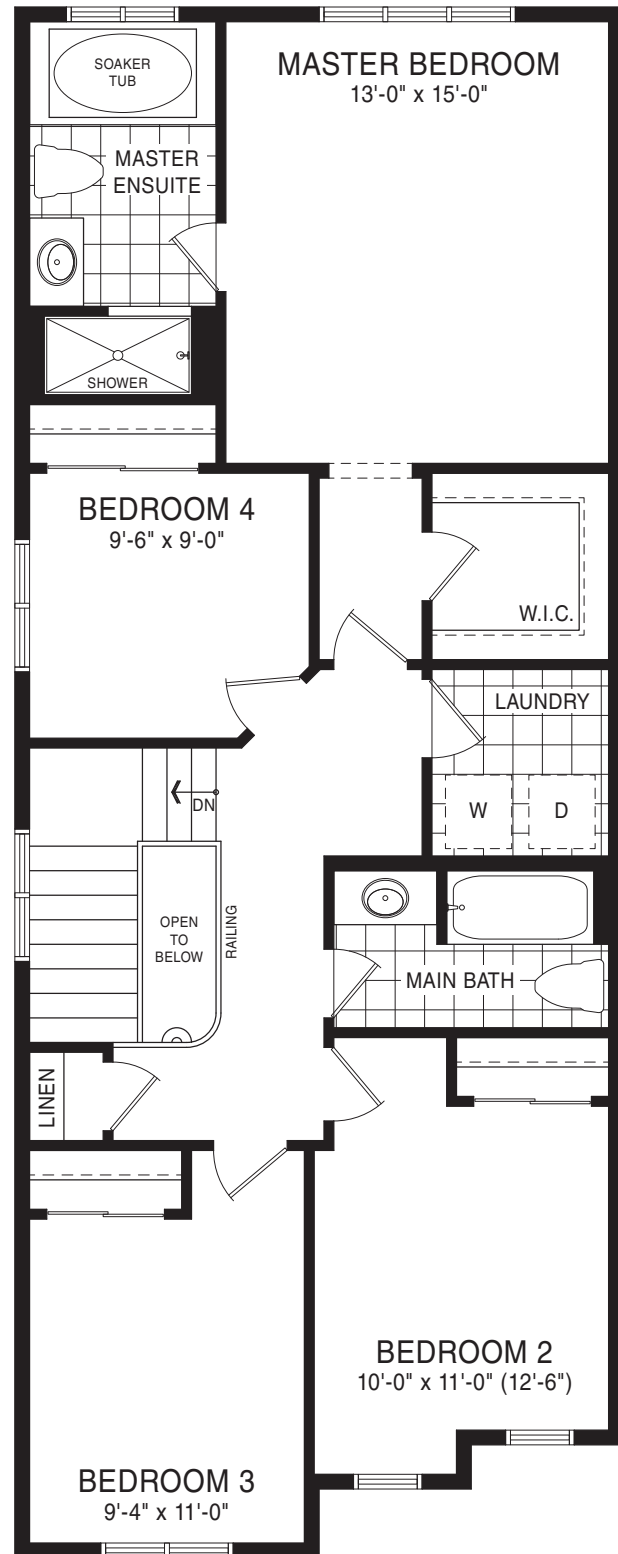 SOAKER
TUB
MASTER BEDROOM
13'-0" x 15'-0"
MASTER
ENSUITE
SHOWER
BEDROOM 4
9'-6" x 9'-0"
W.I.C.
LAUNDRY
W
D
DN
OPEN
TO
BELOW
RAILING
MAIN BATH
LINEN
BEDROOM 2
10'-0" x 11'-0" (12'-6")
BEDROOM 3
9'-4" x 11'-0"